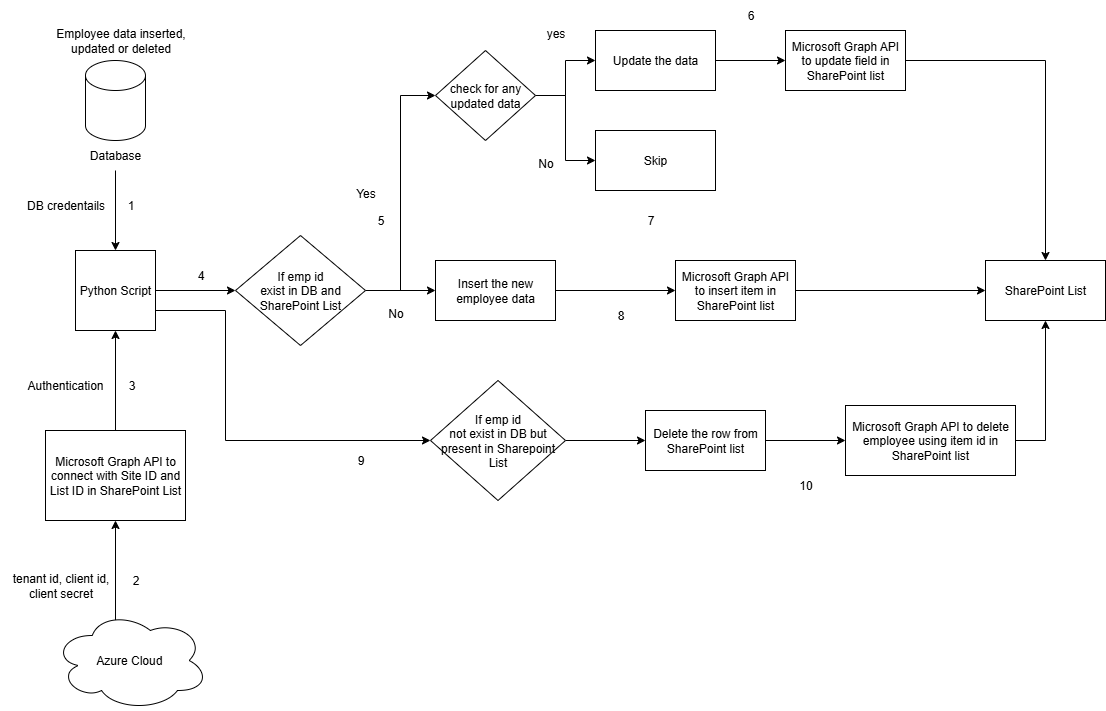 6
Employee data inserted,
updated or deleted
yes
Update the data
Microsoft Graph API
to update field in
SharePoint list
check for any
updated data
Database
No
Skip
Yes
DB credentails
1
5
7
Python Script
4
If emp id
exist in DB and
SharePoint List
Insert the new
employee data
Microsoft Graph API
to insert item in
SharePoint list
SharePoint List
No
8
Authentication
3
If emp id
not exist in DB but
present in Sharepoint
List
Delete the row from
SharePoint list
Microsoft Graph API to delete
employee using item id in
SharePoint list
9
10
Microsoft Graph API to
connect with Site ID and
List ID in SharePoint List
tenant id, client id,
client secret
2
Azure Cloud